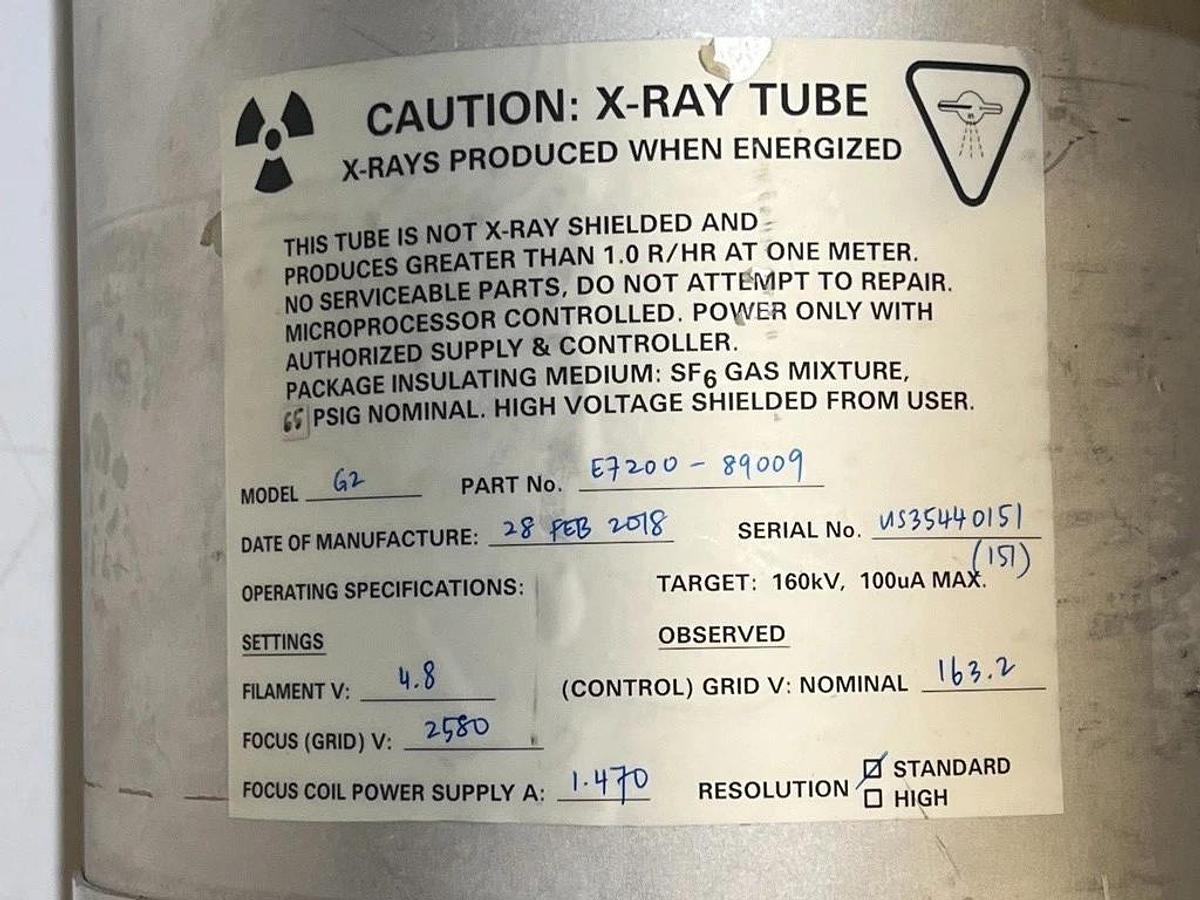 CAUTION: X-RAY TUBE
X-RAYS PRODUCED WHEN ENERGIZED
THIS TUBE IS NOT X-RAY SHIELDED AND
PRODUCES GREATER THAN 1.0 R/HR AT ONE METER.
NO SERVICEABLE PARTS, DO NOT ATTEMPT TO REPAIR.
MICROPROCESSOR CONTROLLED. POWER ONLY WITH
AUTHORIZED SUPPLY & CONTROLLER.
PACKAGE INSULATING MEDIUM: SF6 GAS MIXTURE,
65 PSIG NOMINAL. HIGH VOLTAGE SHIELDED FROM USER.
MODEL G2 PART No. E7200-89009
DATE OF MANUFACTURE: 28 FEB 2018 SERIAL No. US35440151
(151)
OPERATING SPECIFICATIONS: TARGET: 160kV, 100uA MAX.
SETTINGS OBSERVED
FILAMENT V: 4.8 (CONTROL) GRID V: NOMINAL 163.2
FOCUS (GRID) V: 2580
FOCUS COIL POWER SUPPLY A: 1.470 RESOLUTION ☑ STANDARD
☐ HIGH